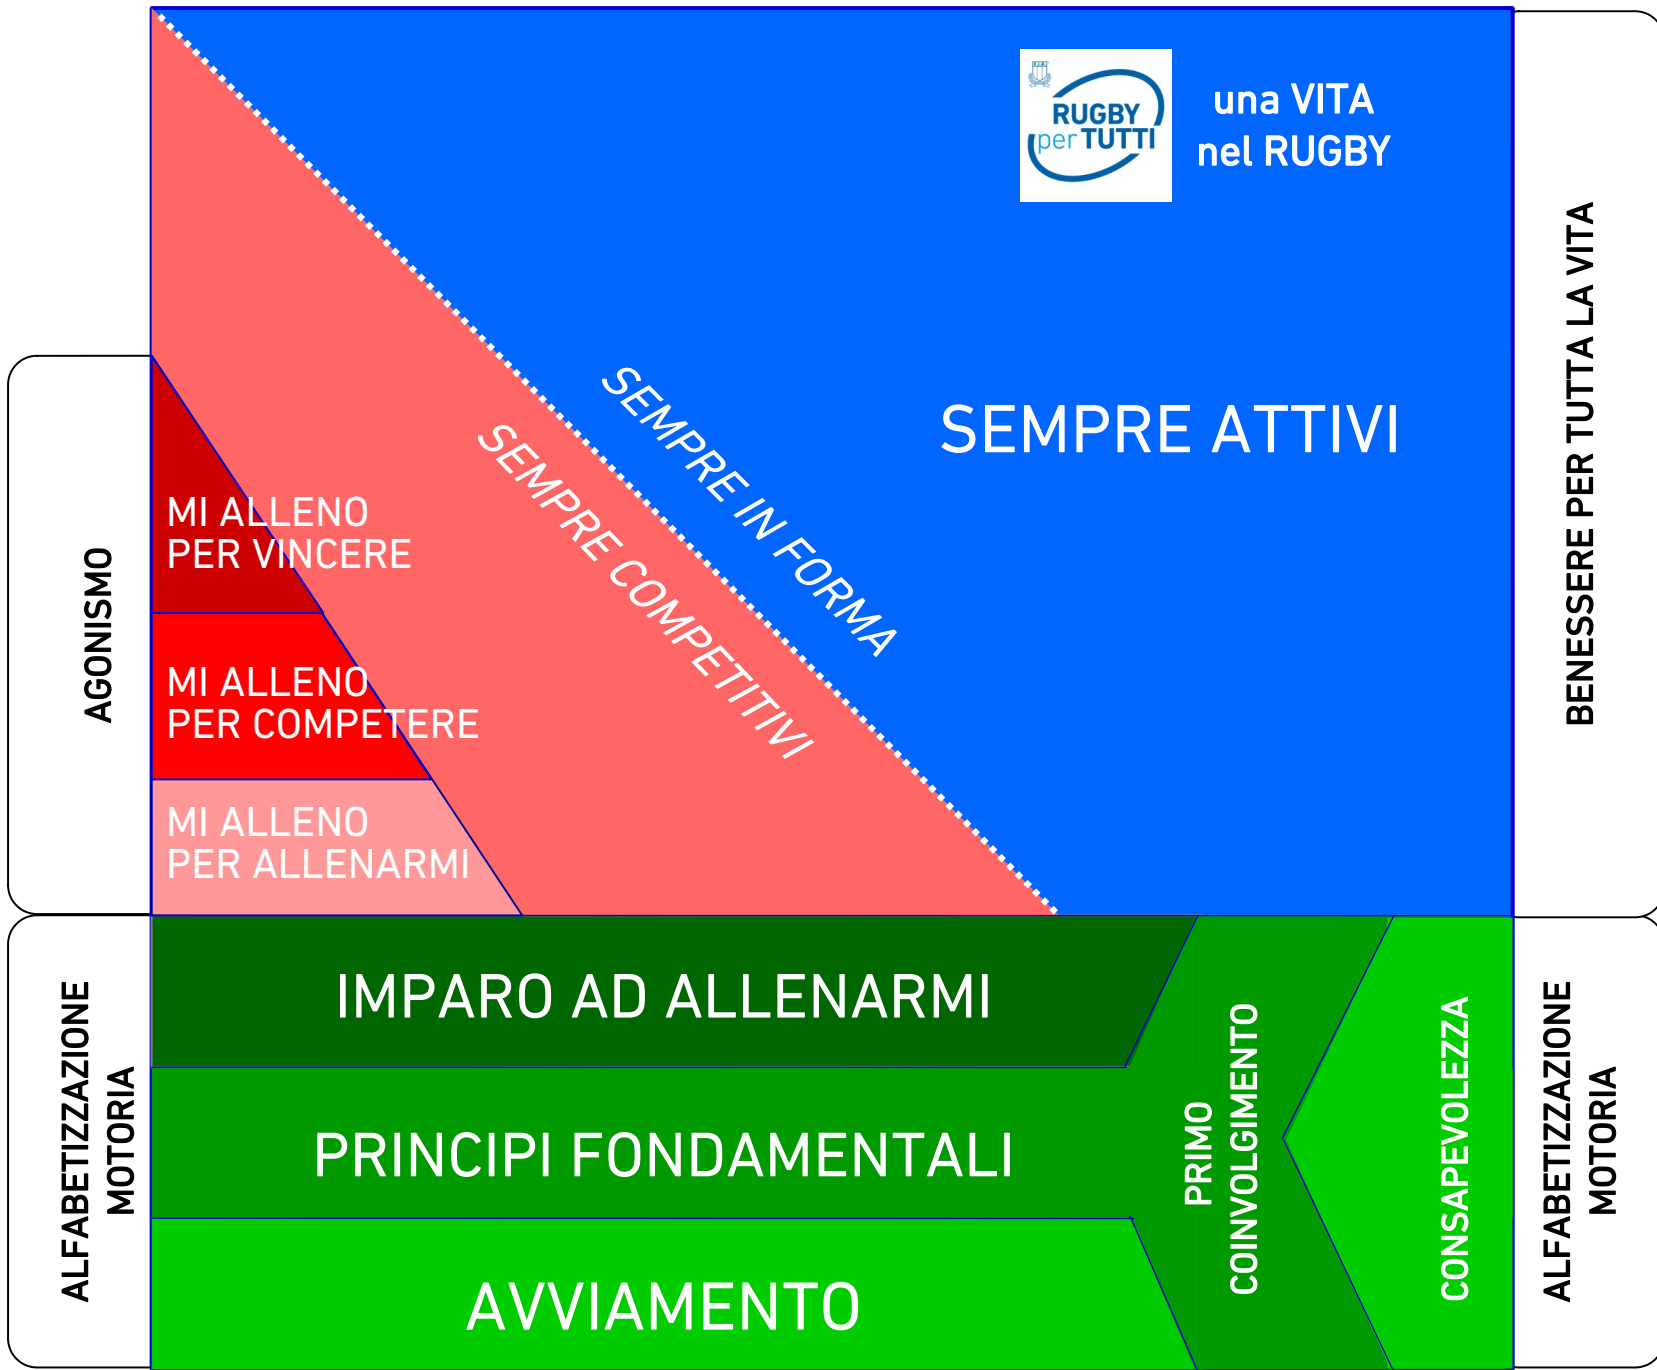 RUGBY
per TUTTI
una VITA
nel RUGBY
SEMPRE ATTIVI
SEMPRE IN FORMA
SEMPRE COMPETITIVI
MI ALLENO
PER VINCERE
MI ALLENO
PER COMPETERE
MI ALLENO
PER ALLENARMI
AGONISMO
BENESSERE PER TUTTA LA VITA
ALFABETIZZAZIONE
MOTORIA
IMPARO AD ALLENARMI
PRINCIPI FONDAMENTALI
AVVIAMENTO
PRIMO
COINVOLGIMENTO
CONSAPEVOLEZZA
ALFABETIZZAZIONE
MOTORIA